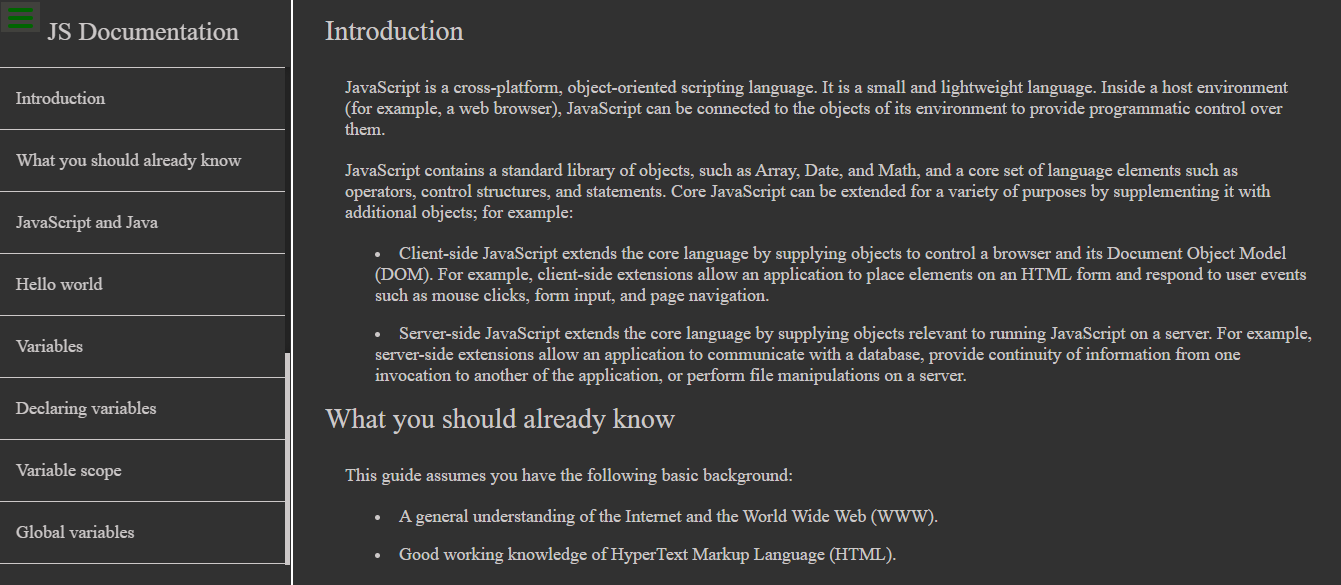 JS Documentation
Introduction
What you should already know
JavaScript and Java
Hello world
Variables
Declaring variables
Variable scope
Global variables
Introduction
JavaScript is a cross-platform, object-oriented scripting language. It is a small and lightweight language. Inside a host environment
(for example, a web browser), JavaScript can be connected to the objects of its environment to provide programmatic control over
them.
JavaScript contains a standard library of objects, such as Array, Date, and Math, and a core set of language elements such as
operators, control structures, and statements. Core JavaScript can be extended for a variety of purposes by supplementing it with
additional objects; for example:
• Client-side JavaScript extends the core language by supplying objects to control a browser and its Document Object Model
(DOM). For example, client-side extensions allow an application to place elements on an HTML form and respond to user events
such as mouse clicks, form input, and page navigation.
• Server-side JavaScript extends the core language by supplying objects relevant to running JavaScript on a server. For example,
server-side extensions allow an application to communicate with a database, provide continuity of information from one
invocation to another of the application, or perform file manipulations on a server.
What you should already know
This guide assumes you have the following basic background:
• A general understanding of the Internet and the World Wide Web (WWW).
• Good working knowledge of HyperText Markup Language (HTML).